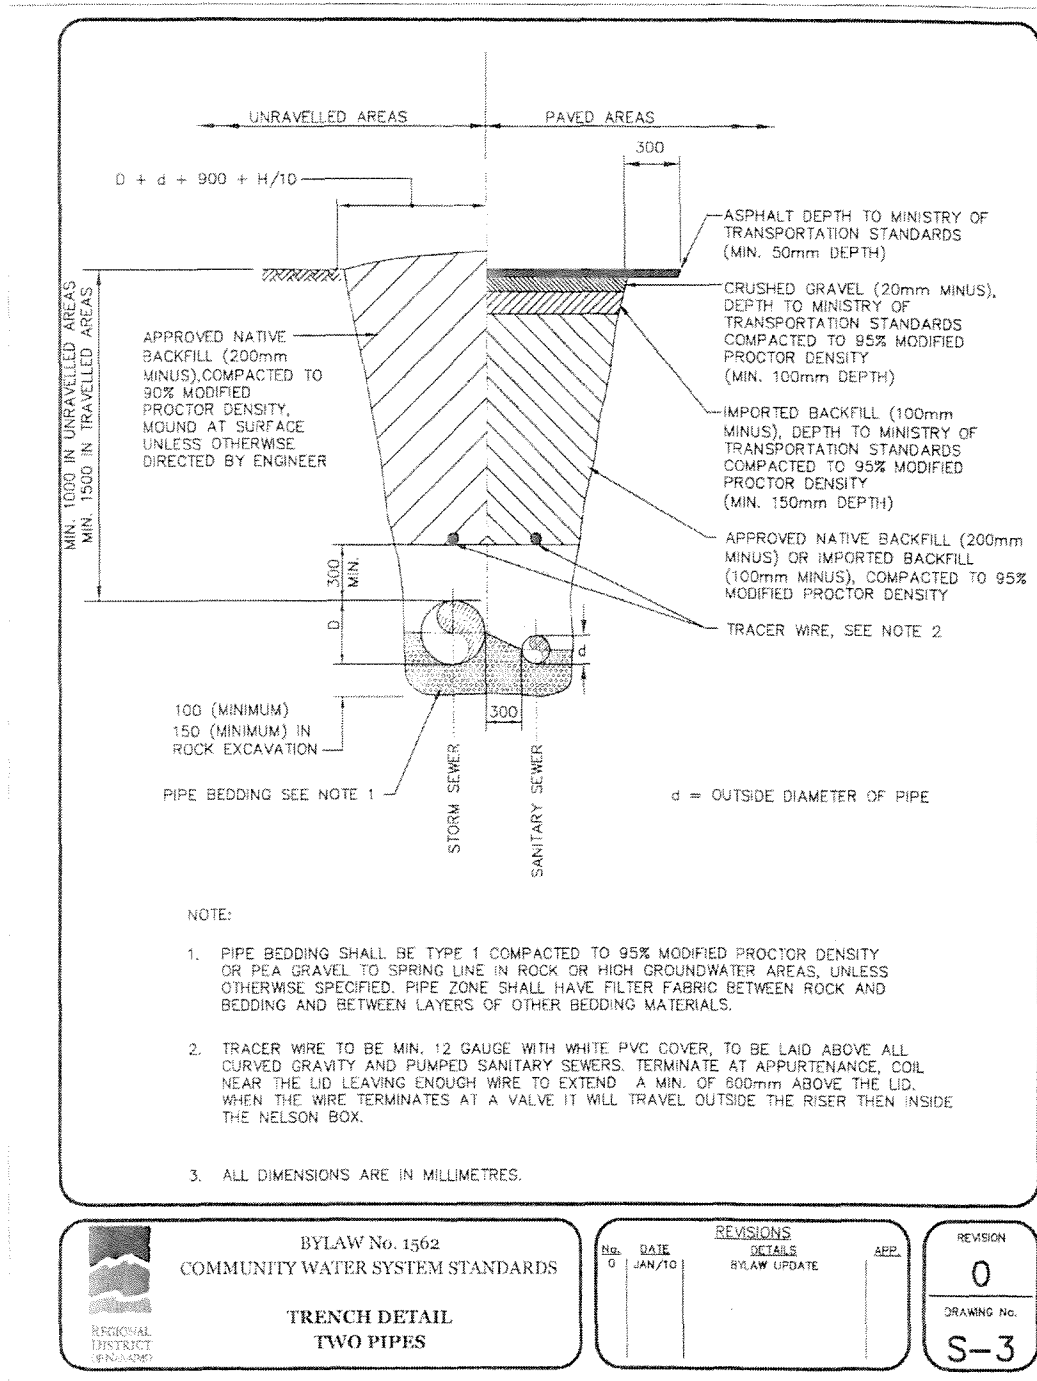 UNRAVELLED AREAS
PAVED AREAS
300
D + d + 900 + H/10
ASPHALT DEPTH TO MINISTRY OF
TRANSPORTATION STANDARDS
(MIN. 50mm DEPTH)
CRUSHED GRAVEL (20mm MINUS),
DEPTH TO MINISTRY OF
TRANSPORTATION STANDARDS
COMPACTED TO 95% MODIFIED
PROCTOR DENSITY
(MIN. 100mm DEPTH)
MIN. 1000 IN UNRAVELLED AREAS
MIN. 1500 IN TRAVELLED AREAS
APPROVED NATIVE
BACKFILL (200mm
MINUS),COMPACTED TO
90% MODIFIED
PROCTOR DENSITY,
MOUND AT SURFACE
UNLESS OTHERWISE
DIRECTED BY ENGINEER
IMPORTED BACKFILL (100mm
MINUS), DEPTH TO MINISTRY OF
TRANSPORTATION STANDARDS
COMPACTED TO 95% MODIFIED
PROCTOR DENSITY
(MIN. 150mm DEPTH)
APPROVED NATIVE BACKFILL (200mm
MINUS) OR IMPORTED BACKFILL
(100mm MINUS), COMPACTED TO 95%
MODIFIED PROCTOR DENSITY
300
MIN.
D
d
TRACER WIRE, SEE NOTE 2
100 (MINIMUM)
150 (MINIMUM) IN
ROCK EXCAVATION
300
PIPE BEDDING SEE NOTE 1
STORM SEWER
SANITARY SEWER
d = OUTSIDE DIAMETER OF PIPE
NOTE:
1. PIPE BEDDING SHALL BE TYPE 1 COMPACTED TO 95% MODIFIED PROCTOR DENSITY
OR PEA GRAVEL TO SPRING LINE IN ROCK OR HIGH GROUNDWATER AREAS, UNLESS
OTHERWISE SPECIFIED. PIPE ZONE SHALL HAVE FILTER FABRIC BETWEEN ROCK AND
BEDDING AND BETWEEN LAYERS OF OTHER BEDDING MATERIALS.
2. TRACER WIRE TO BE MIN. 12 GAUGE WITH WHITE PVC COVER, TO BE LAID ABOVE ALL
CURVED GRAVITY AND PUMPED SANITARY SEWERS. TERMINATE AT APPURTENANCE, COIL
NEAR THE LID LEAVING ENOUGH WIRE TO EXTEND A MIN. OF 600mm ABOVE THE LID.
WHEN THE WIRE TERMINATES AT A VALVE IT WILL TRAVEL OUTSIDE THE RISER THEN INSIDE
THE NELSON BOX.
3. ALL DIMENSIONS ARE IN MILLIMETRES.
REGIONAL
DISTRICT
OF NANAIMO
BYLAW No. 1562
COMMUNITY WATER SYSTEM STANDARDS
TRENCH DETAIL
TWO PIPES
REVISIONS
No. DATE DETAILS APP.
0 JAN/10 BYLAW UPDATE
REVISION
0
DRAWING No.
S-3